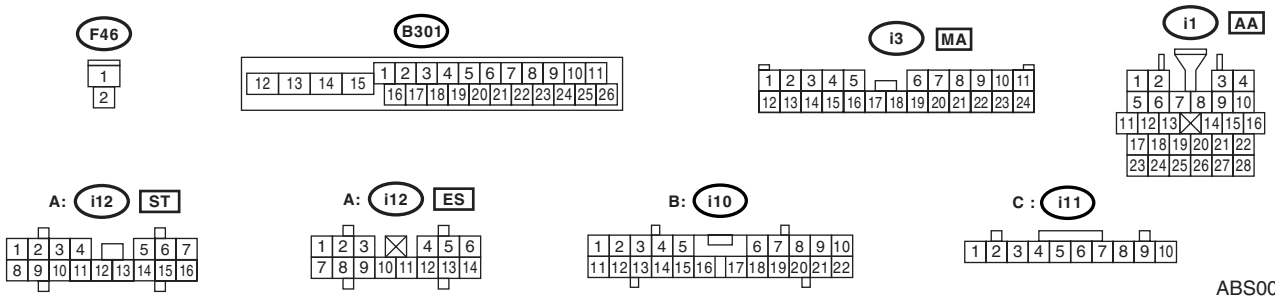 F46
1
2
B301
1 2 3 4 5 6 7 8 9 10 11
12 13 14 15
16 17 18 19 20 21 22 23 24 25 26
i3 MA
1 2 3 4 5 6 7 8 9 10 11
12 13 14 15 16 17 18 19 20 21 22 23 24
i1 AA
1 2 3 4
5 6 7 8 9 10
11 12 13 14 15 16
17 18 19 20 21 22
23 24 25 26 27 28
A: i12 ST
1 2 3 4 5 6 7
8 9 10 11 12 13 14 15 16
A: i12 ES
1 2 3 4 5 6
7 8 9 10 11 12 13 14
B: i10
1 2 3 4 5 6 7 8 9 10
11 12 13 14 15 16 17 18 19 20 21 22
C : i11
1 2 3 4 5 6 7 8 9 10
ABS00